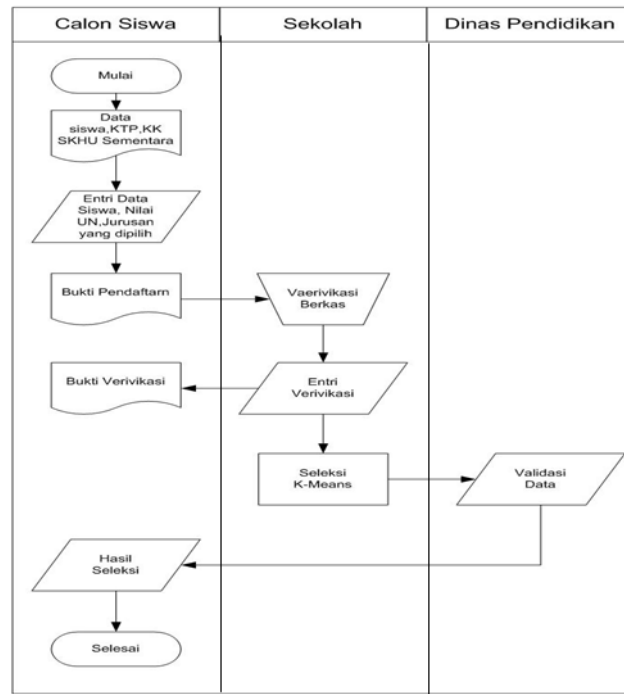 Calon Siswa
Sekolah
Dinas Pendidikan
Mulai
Data
siswa,KTP,KK
SKHU Sementara
Entri Data
Siswa, Nilai
UN,Jurusan
yang dipilih
Bukti Pendaftarn
Vaerivikasi
Berkas
Bukti Verivikasi
Entri
Verivikasi
Seleksi
K-Means
Validasi
Data
Hasil
Seleksi
Selesai